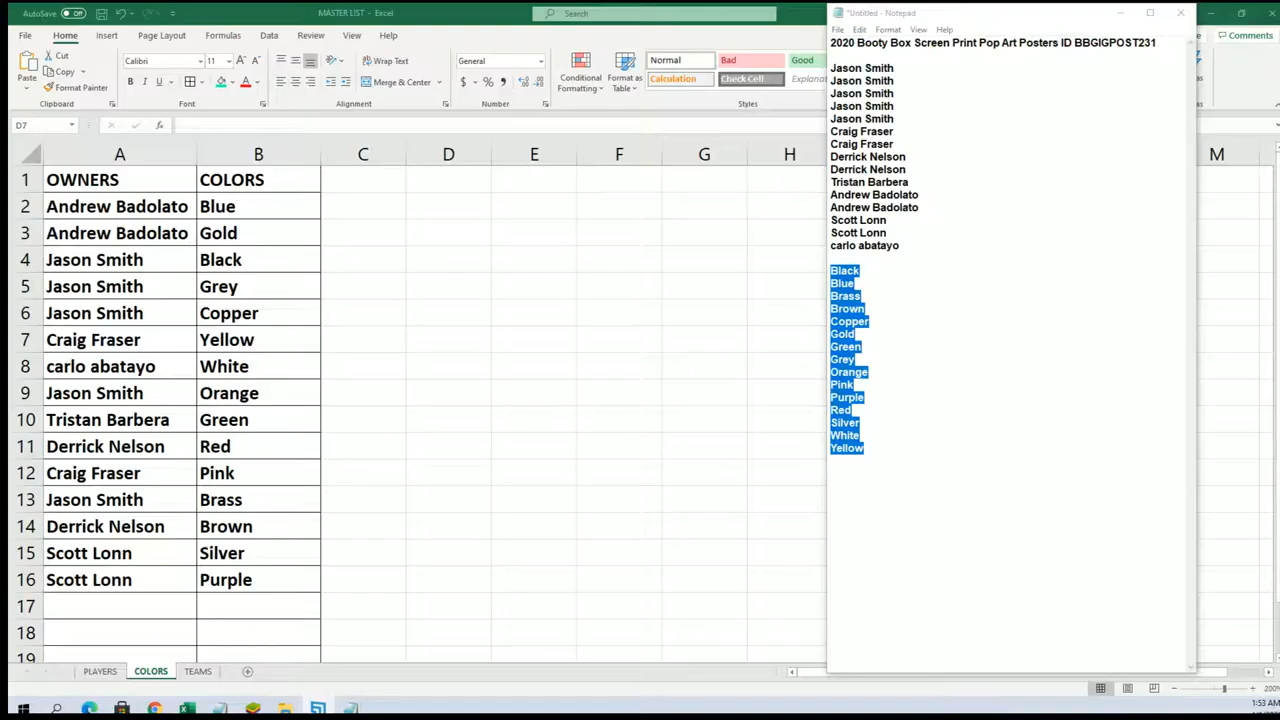 AutoSave Off MASTER LIST - Excel Search
File Home Insert Page Layout Formulas Data Review View Help
Comments
Paste Cut Copy Format Painter Clipboard
Calibri 11 B I U Font
Wrap Text Merge & Center Alignment
General $ % Number
Conditional Formatting Format as Table
Normal Bad Good
Calculation Check Cell Explana
Styles
D7 fx
A B C D E F G H M
1 OWNERS COLORS
2 Andrew Badolato Blue
3 Andrew Badolato Gold
4 Jason Smith Black
5 Jason Smith Grey
6 Jason Smith Copper
7 Craig Fraser Yellow
8 carlo abatayo White
9 Jason Smith Orange
10 Tristan Barbera Green
11 Derrick Nelson Red
12 Craig Fraser Pink
13 Jason Smith Brass
14 Derrick Nelson Brown
15 Scott Lonn Silver
16 Scott Lonn Purple
17
18
19
PLAYERS COLORS TEAMS
*Untitled - Notepad
File Edit Format View Help
2020 Booty Box Screen Print Pop Art Posters ID BBGIGPOST231
Jason Smith
Jason Smith
Jason Smith
Jason Smith
Jason Smith
Craig Fraser
Craig Fraser
Derrick Nelson
Derrick Nelson
Tristan Barbera
Andrew Badolato
Andrew Badolato
Scott Lonn
Scott Lonn
carlo abatayo
Black
Blue
Brass
Brown
Copper
Gold
Green
Grey
Orange
Pink
Purple
Red
Silver
White
Yellow
200%
1:53 AM